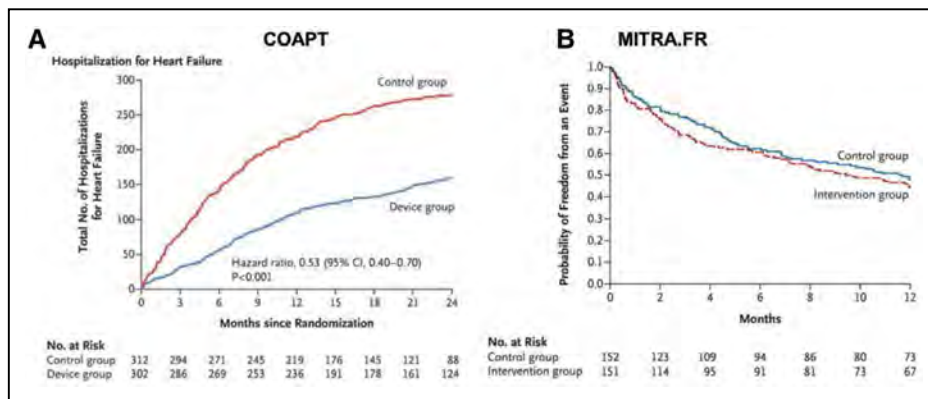 A
COAPT
Hospitalization for Heart Failure
Total No. of Hospitalizations
for Heart Failure
300
250
200
150
100
50
0
Control group
Device group
Hazard ratio, 0.53 (95% CI, 0.40–0.70)
P<0.001
0 3 6 9 12 15 18 21 24
Months since Randomization
No. at Risk
Control group 312 294 271 245 219 176 145 121 88
Device group 302 286 269 253 236 191 178 161 124
B
MITRA.FR
Probability of Freedom from an Event
1.0
0.9
0.8
0.7
0.6
0.5
0.4
0.3
0.2
0.1
0.0
Control group
Intervention group
0 2 4 6 8 10 12
Months
No. at Risk
Control group 152 123 109 94 86 80 73
Intervention group 151 114 95 91 81 73 67